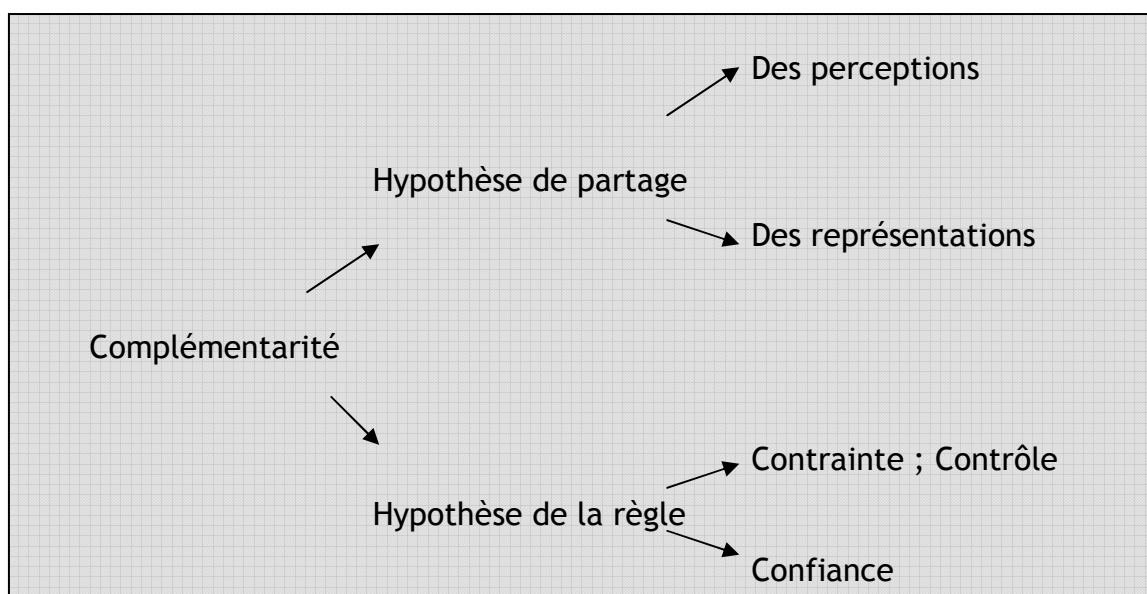 Des perceptions
Hypothèse de partage
Des représentations
Complémentarité
Contrainte ; Contrôle
Hypothèse de la règle
Confiance